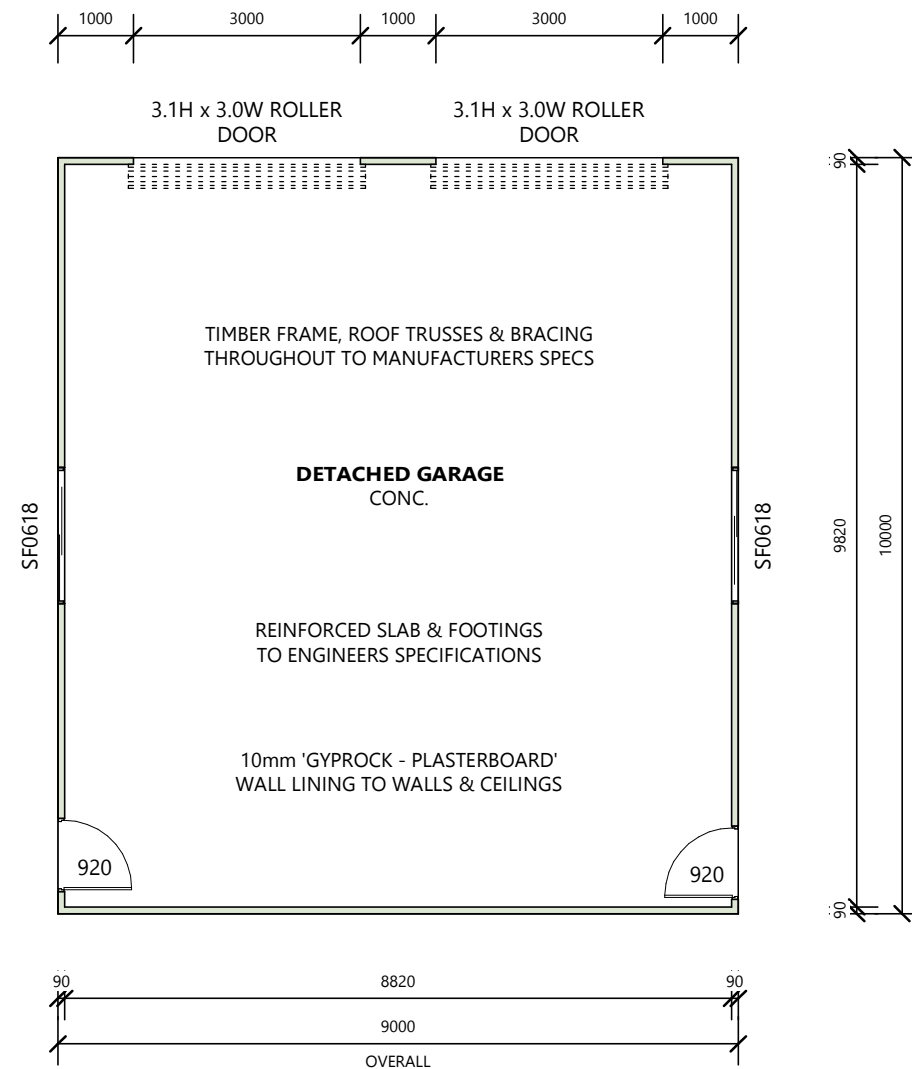 1000
3000
1000
3000
1000
3.1H x 3.0W ROLLER
DOOR
3.1H x 3.0W ROLLER
DOOR
90
TIMBER FRAME, ROOF TRUSSES & BRACING
THROUGHOUT TO MANUFACTURERS SPECS
DETACHED GARAGE
CONC.
SF0618
SF0618
9820
10000
REINFORCED SLAB & FOOTINGS
TO ENGINEERS SPECIFICATIONS
10mm 'GYPROCK - PLASTERBOARD'
WALL LINING TO WALLS & CEILINGS
920
920
90
90
8820
90
9000
OVERALL